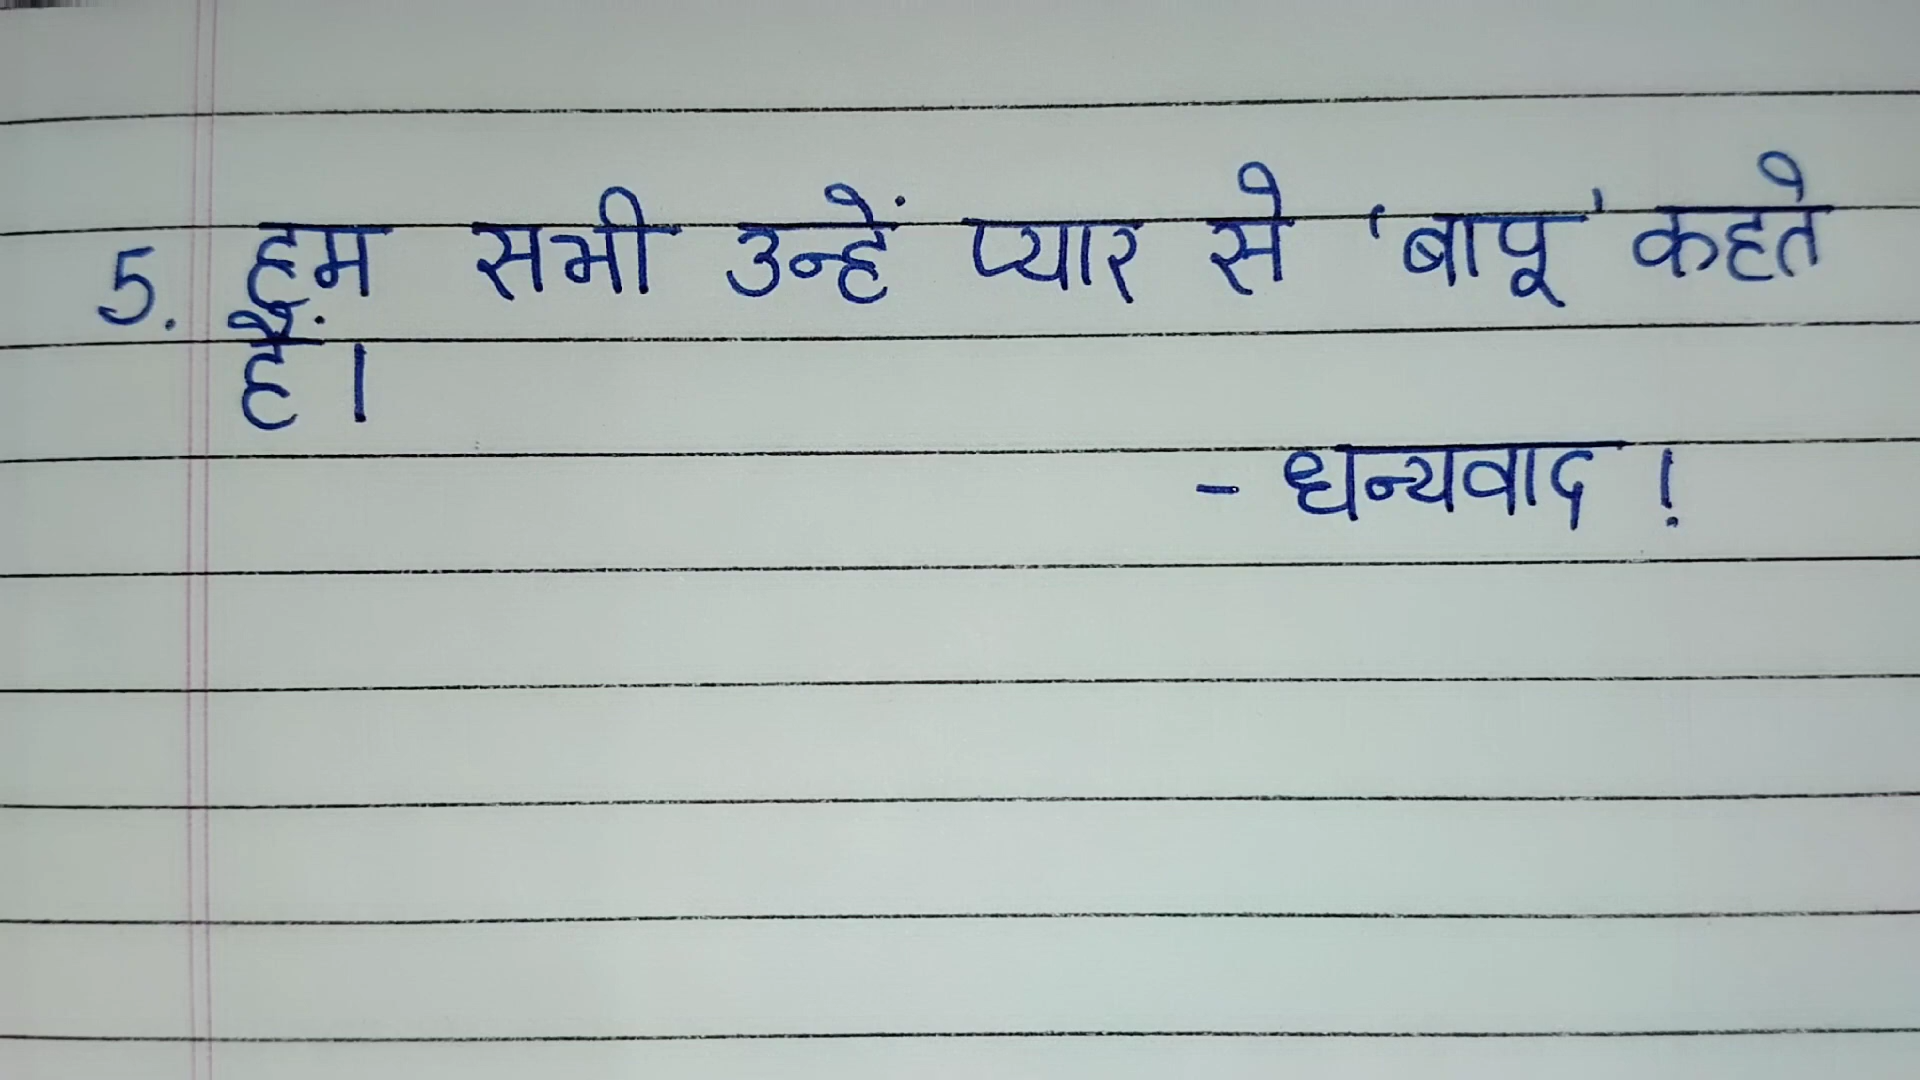 5. हम सभी उन्हें प्यार से 'बापू' कहते
हैं।
- धन्यवाद !